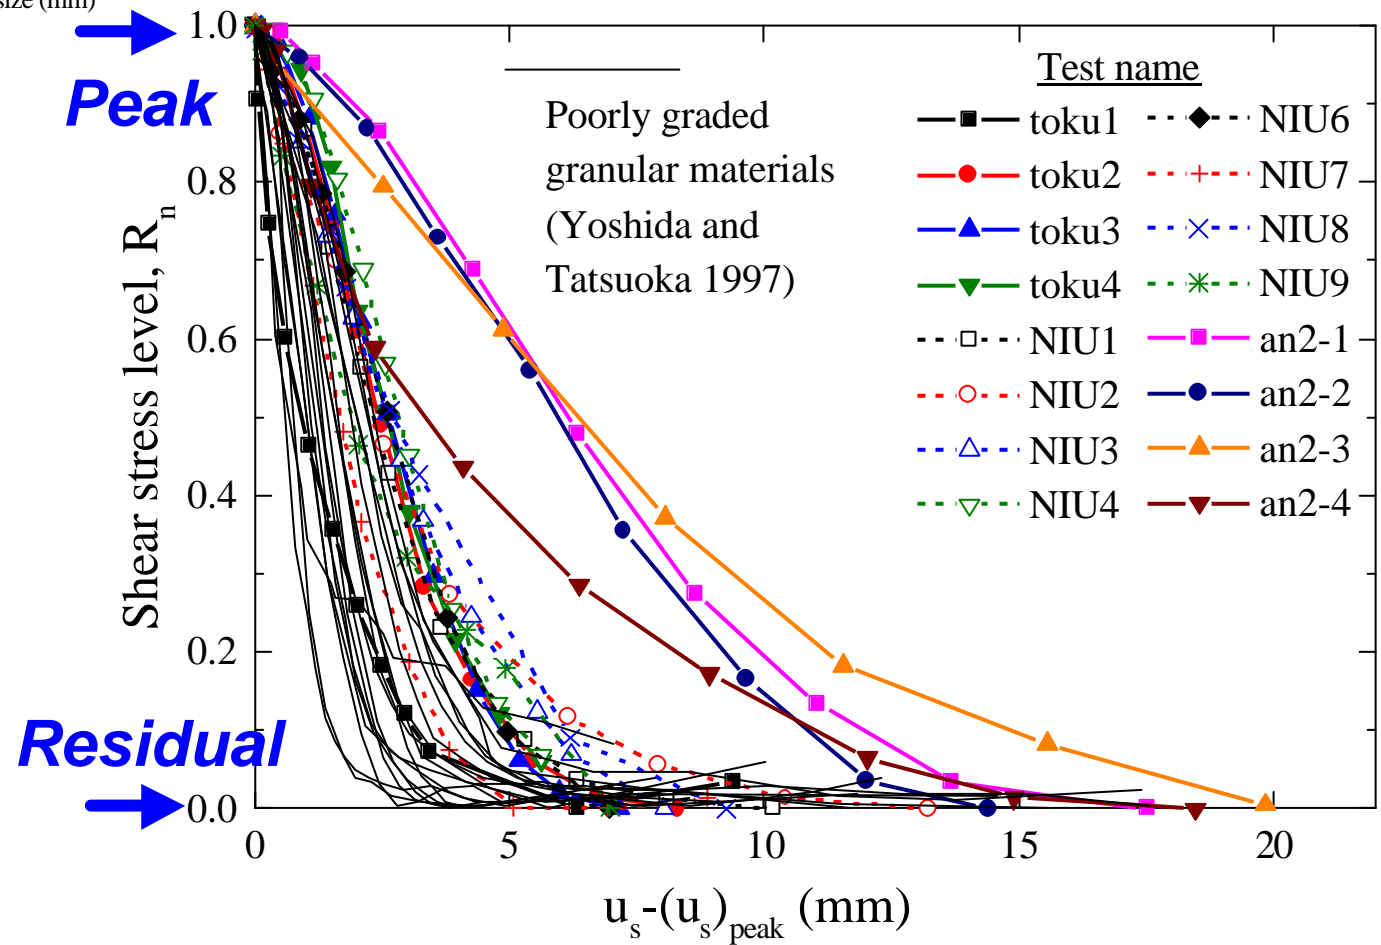 size (mm)
Peak
Residual
1.0
0.8
0.6
0.4
0.2
0.0
Shear stress level, Rn
Poorly graded
granular materials
(Yoshida and
Tatsuoka 1997)
Test name
toku1
toku2
toku3
toku4
NIU1
NIU2
NIU3
NIU4
NIU6
NIU7
NIU8
NIU9
an2-1
an2-2
an2-3
an2-4
0 5 10 15 20
us-(us)peak (mm)